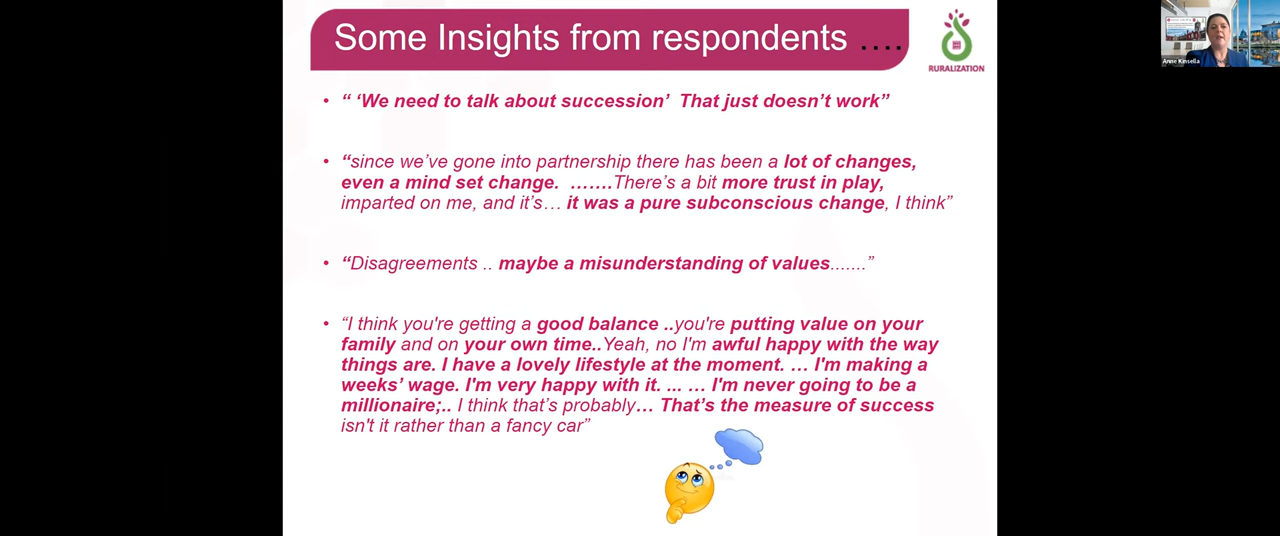 Some Insights from respondents ....
RURALIZATION
Anne Kinsella
• “ ‘We need to talk about succession’ That just doesn’t work”
• “since we’ve gone into partnership there has been a lot of changes,
even a mind set change. …….There’s a bit more trust in play,
imparted on me, and it’s… it was a pure subconscious change, I think”
• “Disagreements .. maybe a misunderstanding of values.......”
• “I think you're getting a good balance ..you're putting value on your
family and on your own time..Yeah, no I'm awful happy with the way
things are. I have a lovely lifestyle at the moment. … I'm making a
weeks’ wage. I'm very happy with it. ... … I'm never going to be a
millionaire;.. I think that’s probably… That’s the measure of success
isn't it rather than a fancy car”